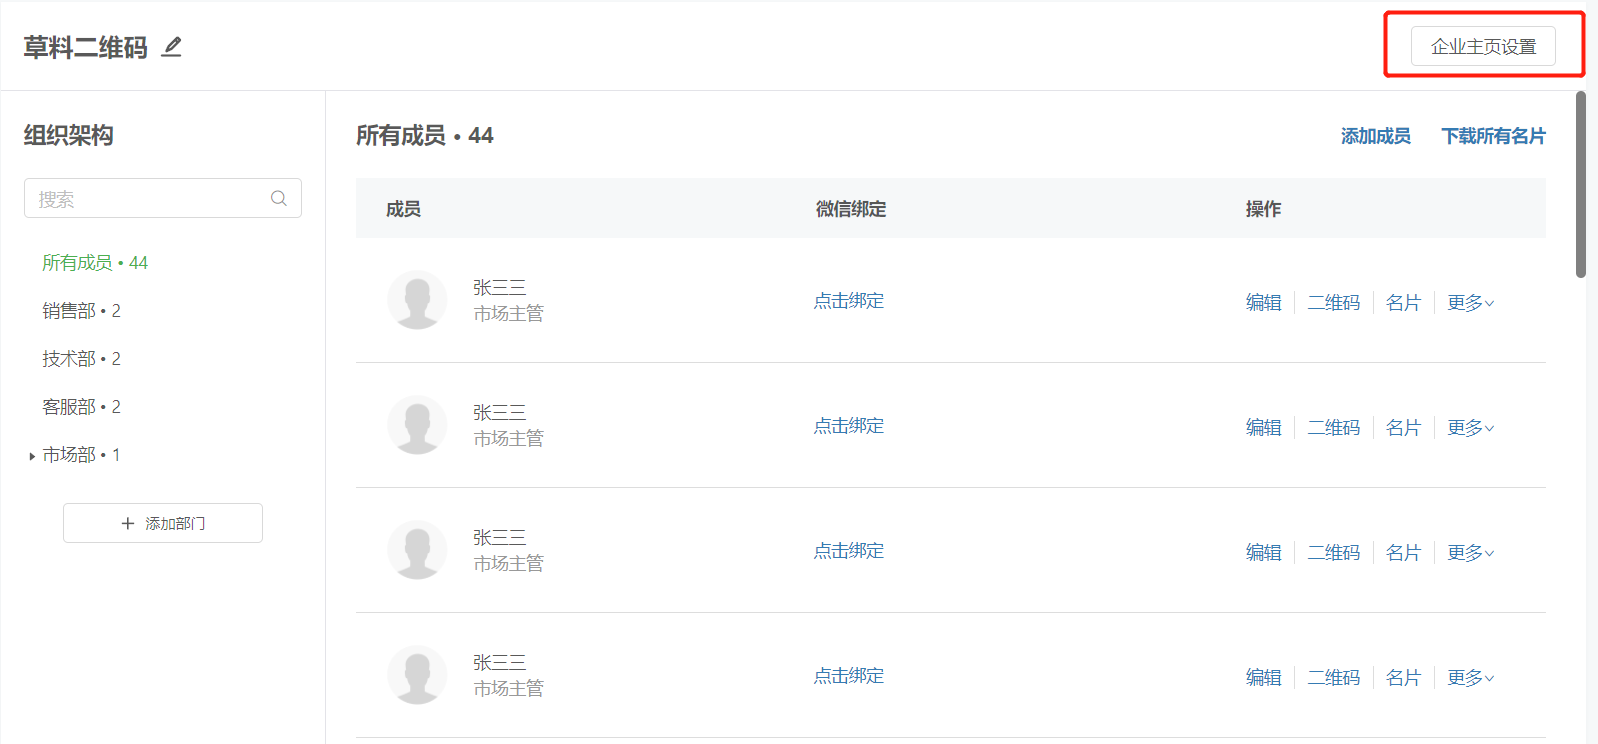 草料二维码
企业主页设置
组织架构
搜索
所有成员 • 44
销售部 • 2
技术部 • 2
客服部 • 2
市场部 • 1
添加部门
所有成员 • 44
添加成员 下载所有名片
成员 微信绑定 操作
张三三
市场主管
点击绑定
编辑 二维码 名片 更多
张三三
市场主管
点击绑定
编辑 二维码 名片 更多
张三三
市场主管
点击绑定
编辑 二维码 名片 更多
张三三
市场主管
点击绑定
编辑 二维码 名片 更多